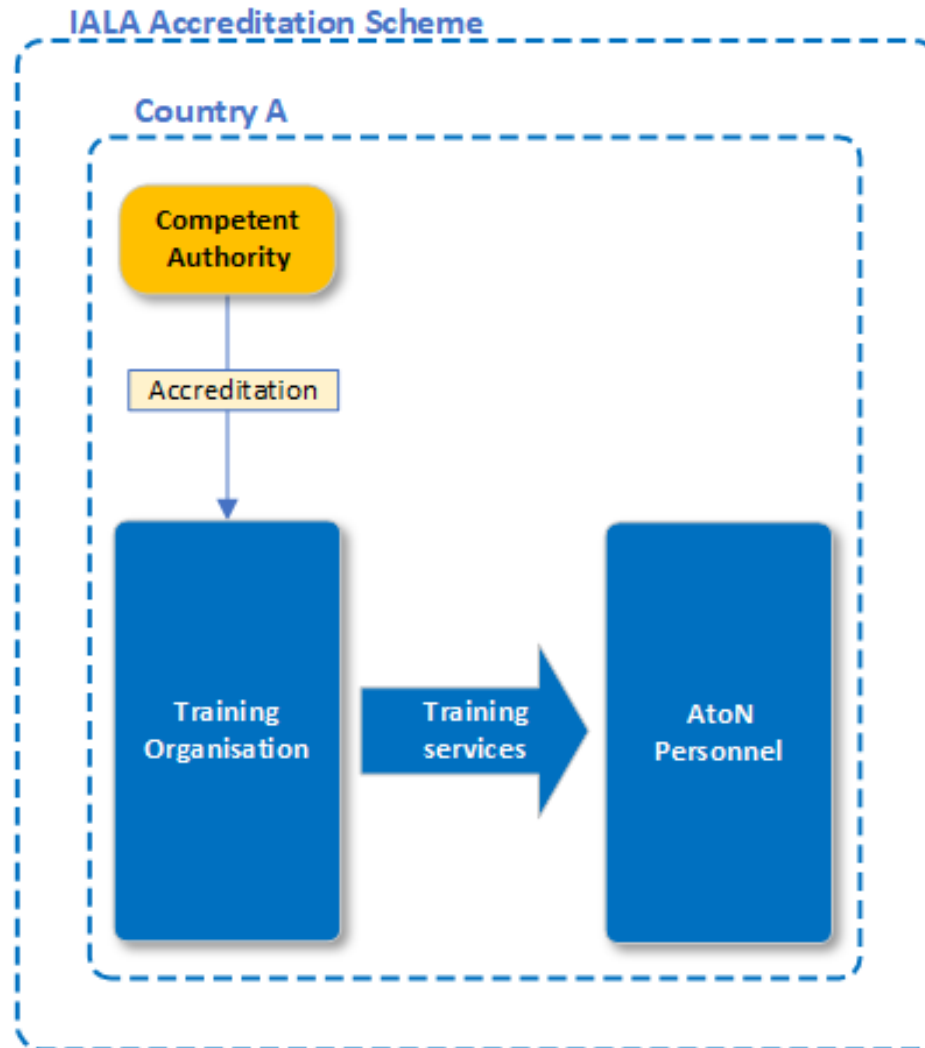 IALA Accreditation Scheme
Country A
Competent
Authority
Accreditation
Training
Organisation
Training
services
AtoN
Personnel